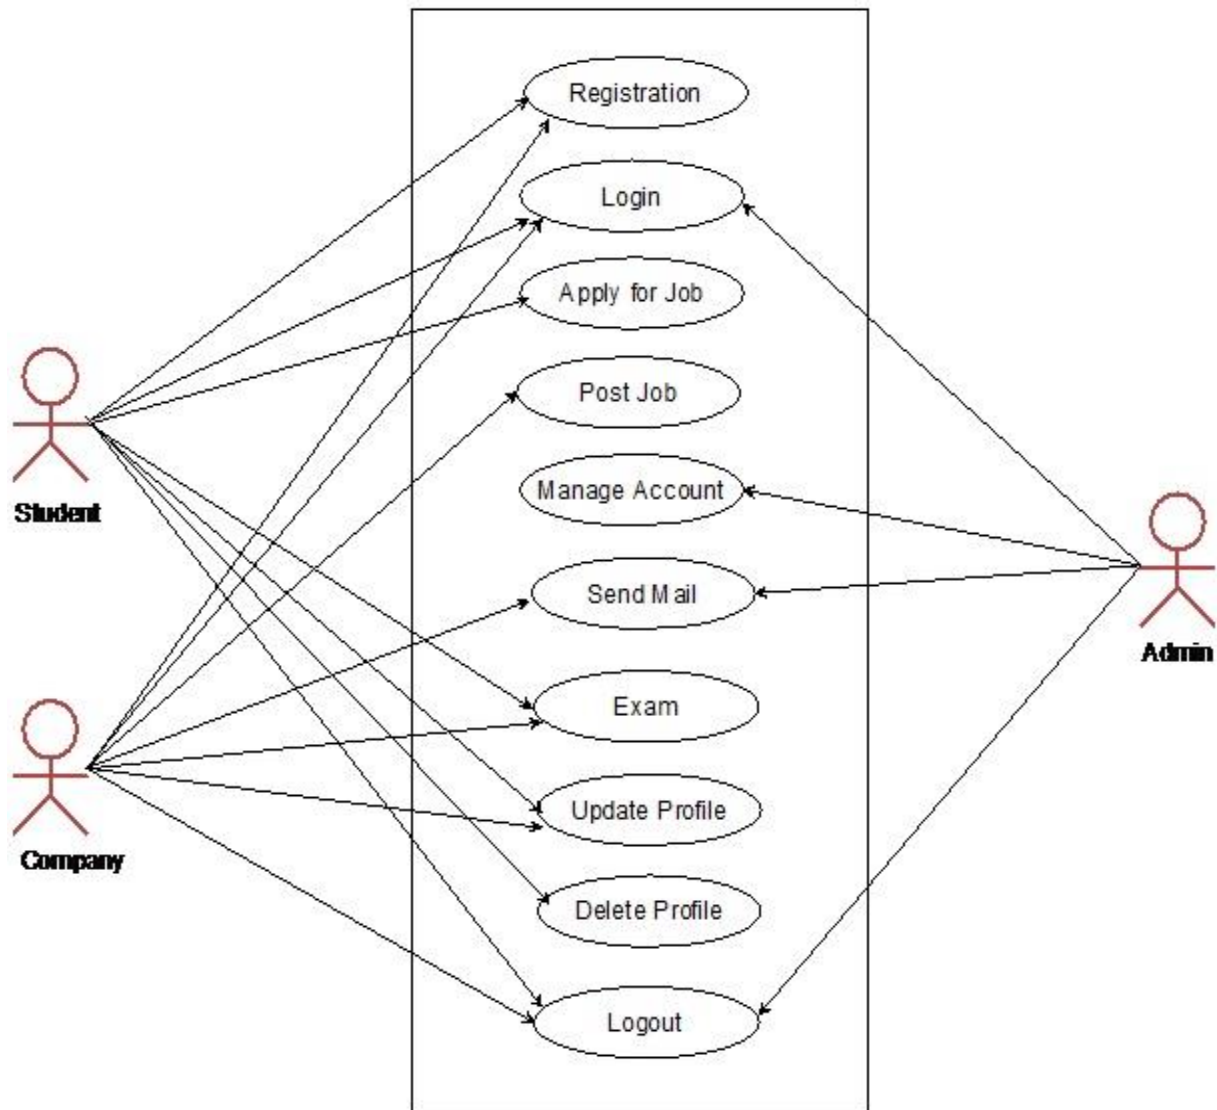 Registration
Login
Apply for Job
Post Job
Manage Account
Student
Send Mail
Admin
Exam
Update Profile
Company
Delete Profile
Logout